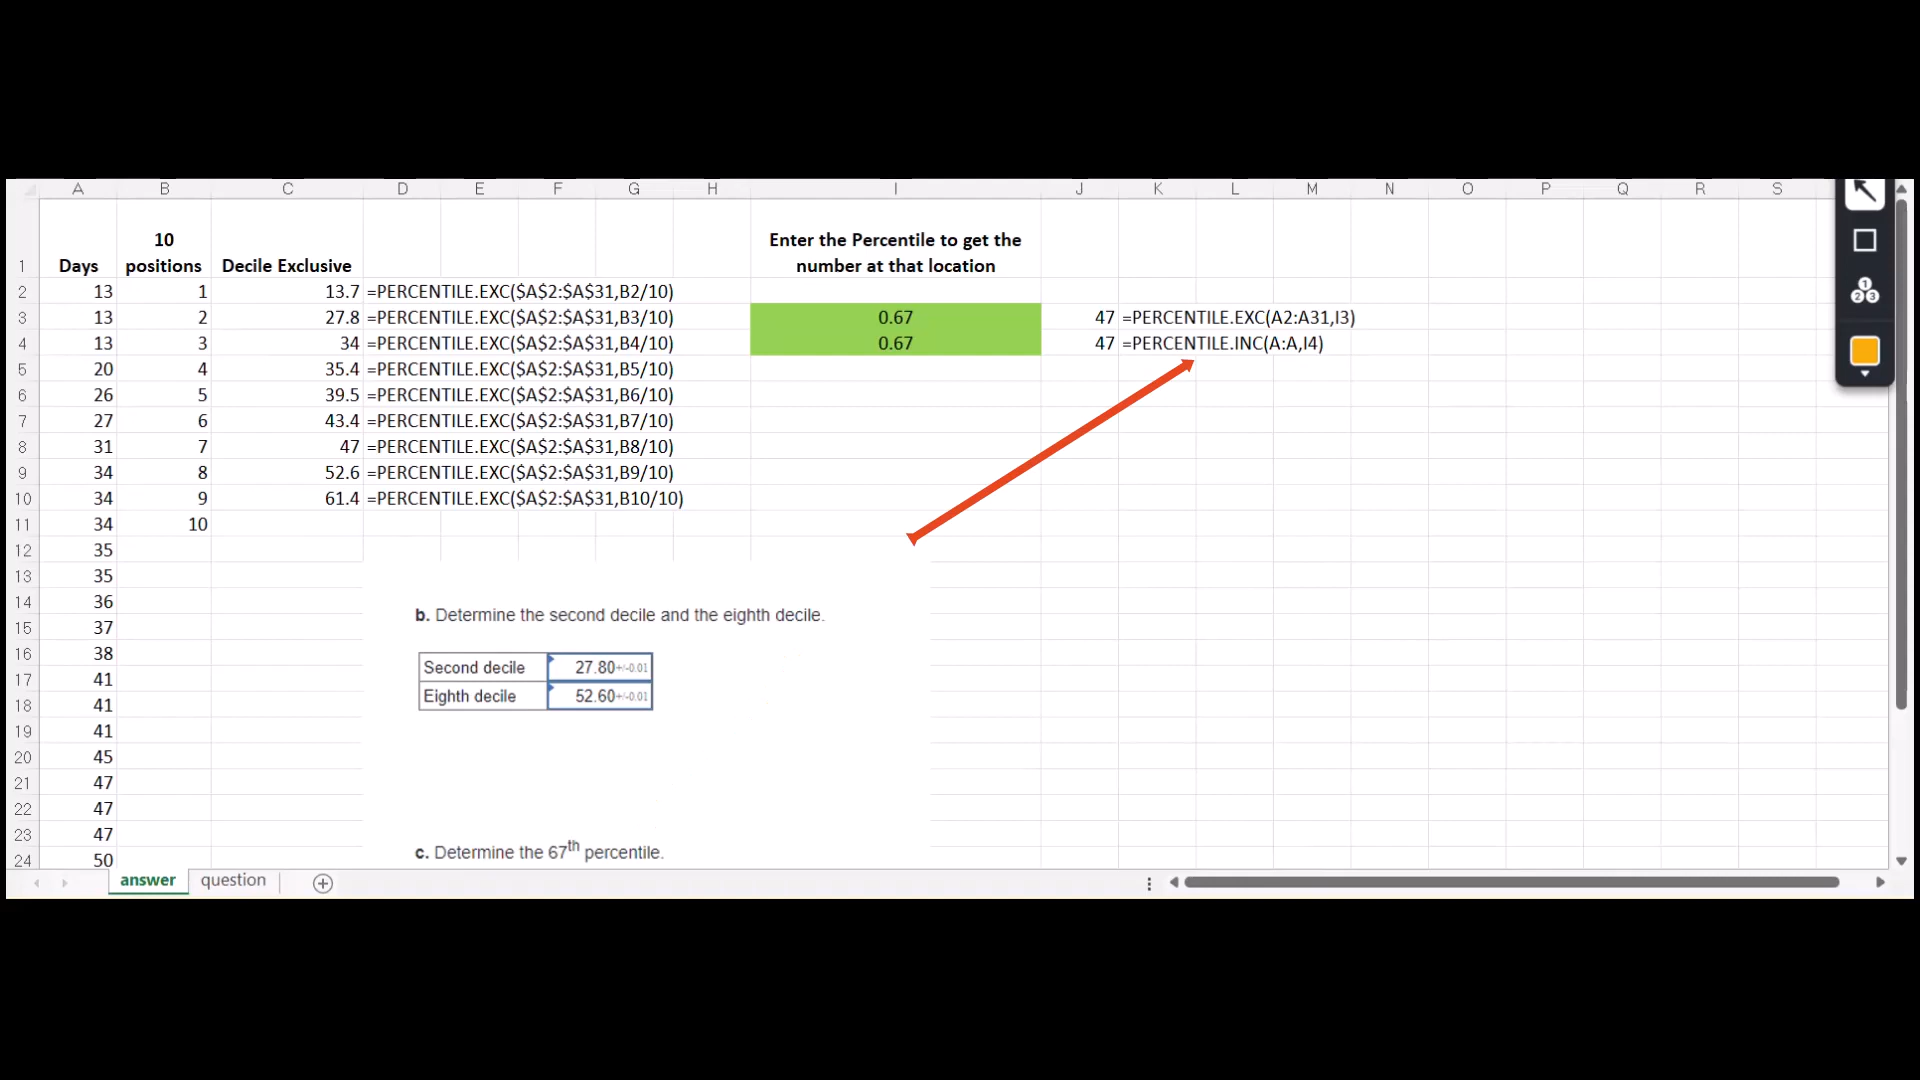 A B C D E F G H I J K L M N O P Q R S
10 Enter the Percentile to get the
1 Days positions Decile Exclusive number at that location
2 13 1 13.7 =PERCENTILE.EXC($A$2:$A$31,B2/10)
3 13 2 27.8 =PERCENTILE.EXC($A$2:$A$31,B3/10) 0.67 47 =PERCENTILE.EXC(A2:A31,I3)
4 13 3 34 =PERCENTILE.EXC($A$2:$A$31,B4/10) 0.67 47 =PERCENTILE.INC(A:A,I4)
5 20 4 35.4 =PERCENTILE.EXC($A$2:$A$31,B5/10)
6 26 5 39.5 =PERCENTILE.EXC($A$2:$A$31,B6/10)
7 27 6 43.4 =PERCENTILE.EXC($A$2:$A$31,B7/10)
8 31 7 47 =PERCENTILE.EXC($A$2:$A$31,B8/10)
9 34 8 52.6 =PERCENTILE.EXC($A$2:$A$31,B9/10)
10 34 9 61.4 =PERCENTILE.EXC($A$2:$A$31,B10/10)
11 34 10
12 35
13 35
14 36 b. Determine the second decile and the eighth decile.
15 37
16 38 Second decile 27.80+/-0.01
17 41 Eighth decile 52.60+/-0.01
18 41
19 41
20 45
21 47
22 47
23 47
24 50 c. Determine the 67th percentile.
answer question
1
2 3